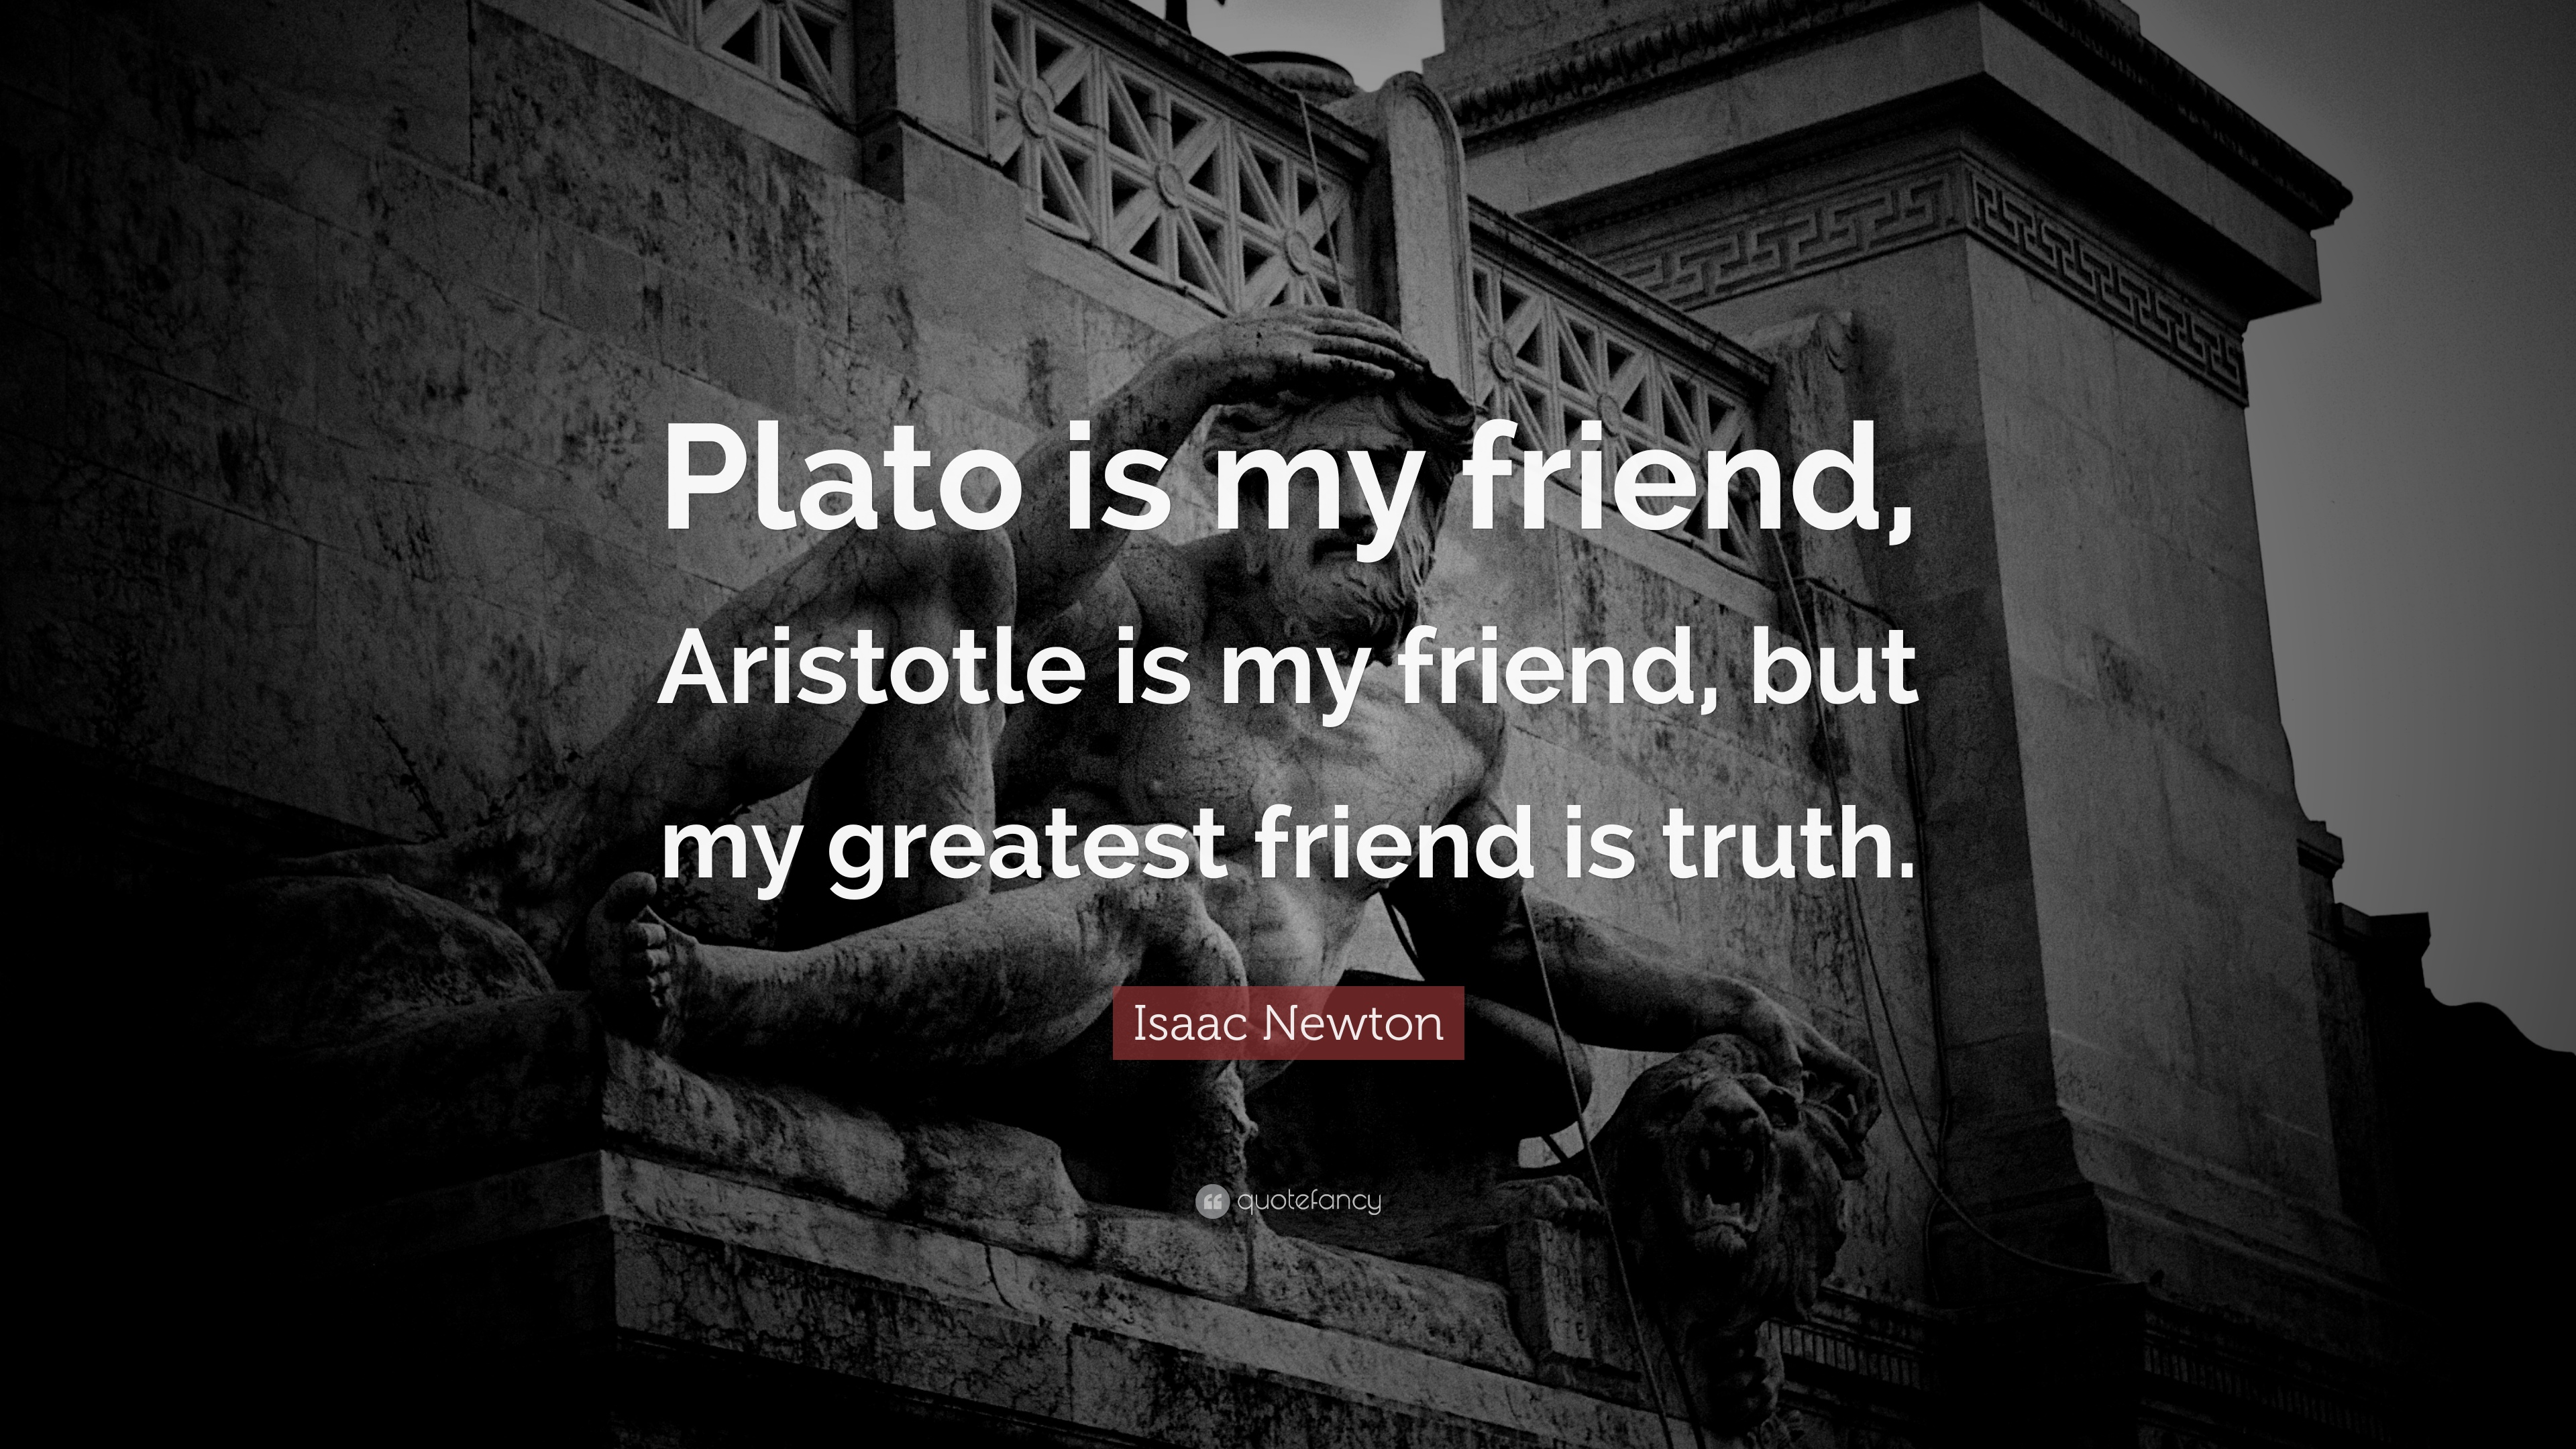 Plato is my friend,
Aristotle is my friend, but
my greatest friend is truth.
Isaac Newton
quotefancy